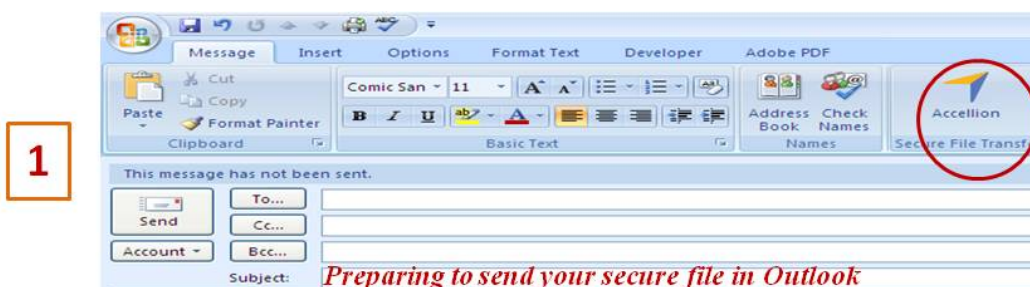 Message Insert Options Format Text Developer Adobe PDF
Cut
Copy
Paste
Format Painter
Clipboard
Comic San 11 A A
B I U ab A
Basic Text
Address Book
Check Names
Names
Accellion
Secure File Transf
1
This message has not been sent.
Send
To...
Cc...
Account
Bcc...
Subject: Preparing to send your secure file in Outlook